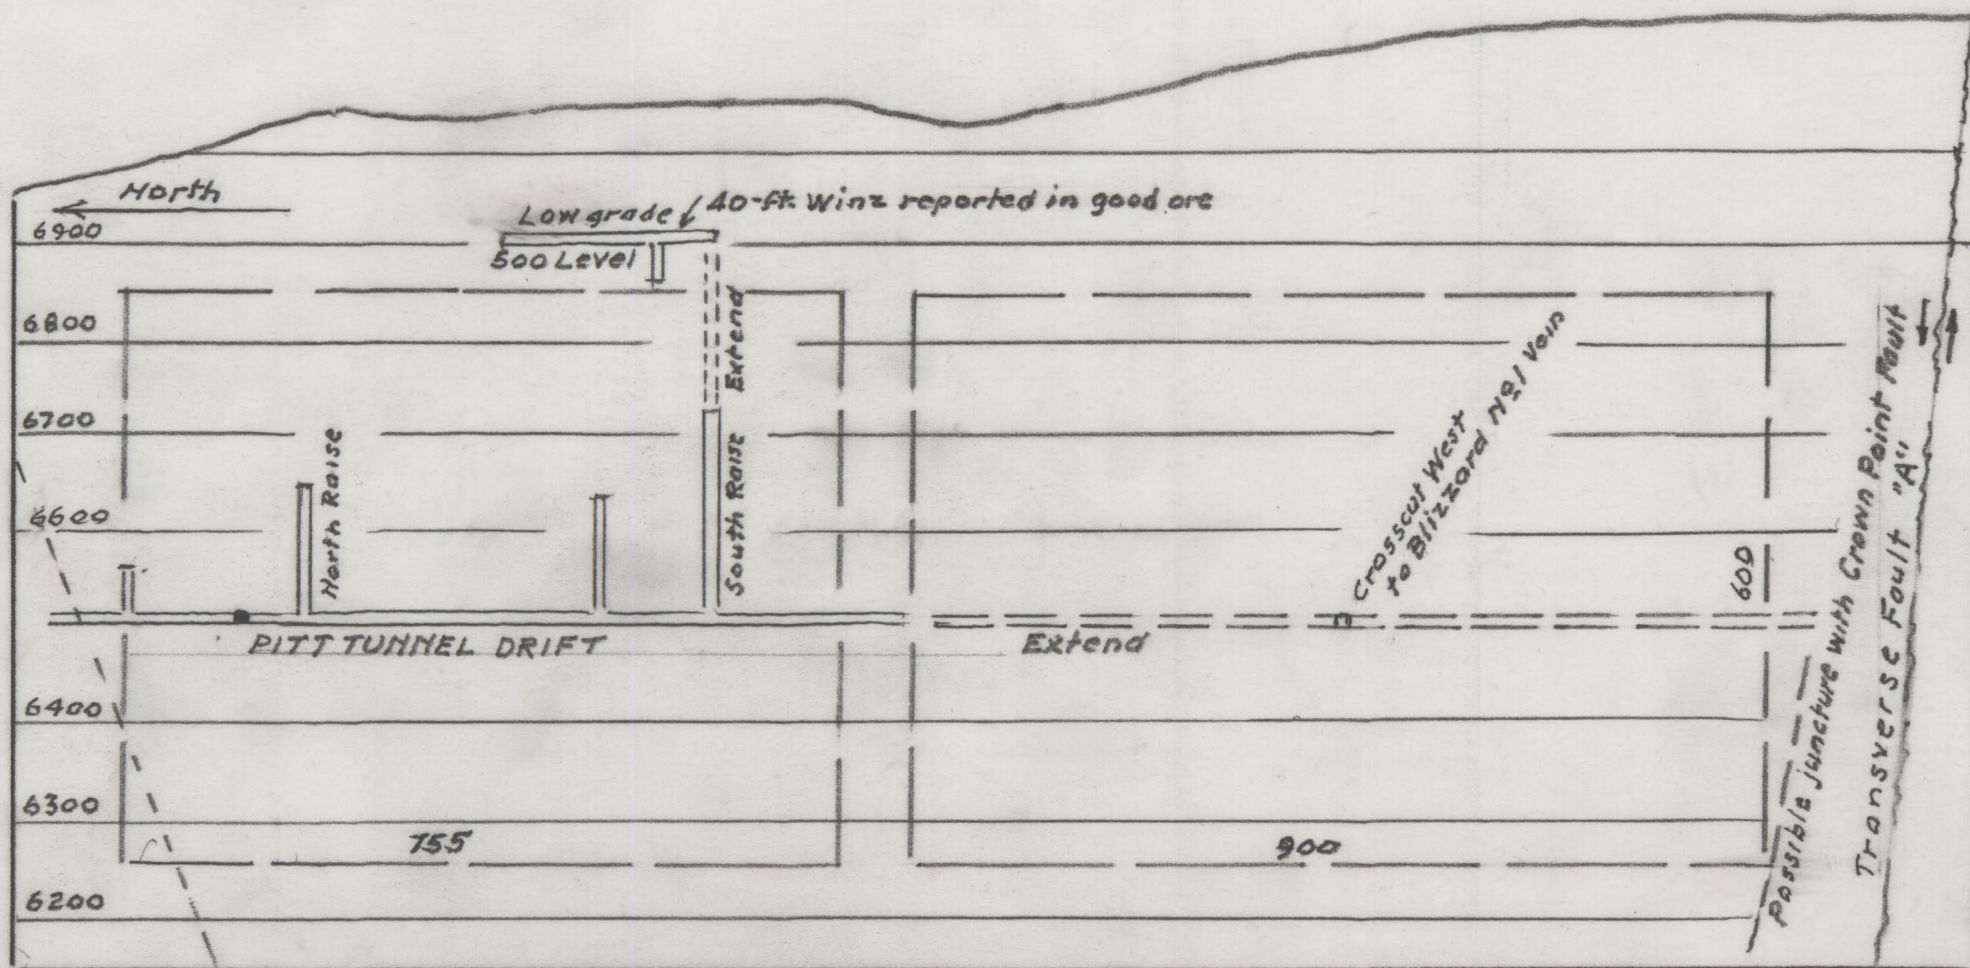 North
6900
Low grade
40-ft. Winz reported in good ore
500 Level
6800
Extend
6700
North Raise
South Raise
6600
Crosscut West
to Blizzard No. 1 Vein
600
PITT TUNNEL DRIFT
Extend
6400
6300
755
900
6200
Possible juncture with Crown Point Fault
Transverse Fault "A"